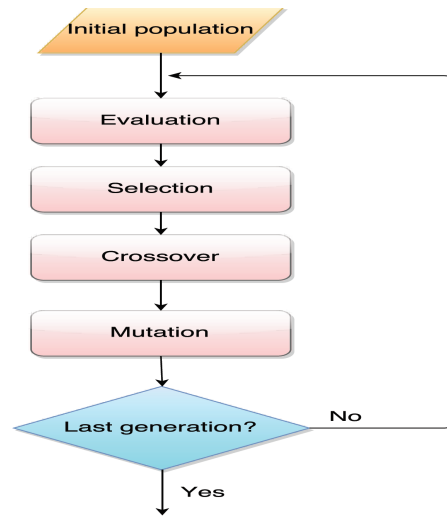 Initial population
Evaluation
Selection
Crossover
Mutation
Last generation?
No
Yes